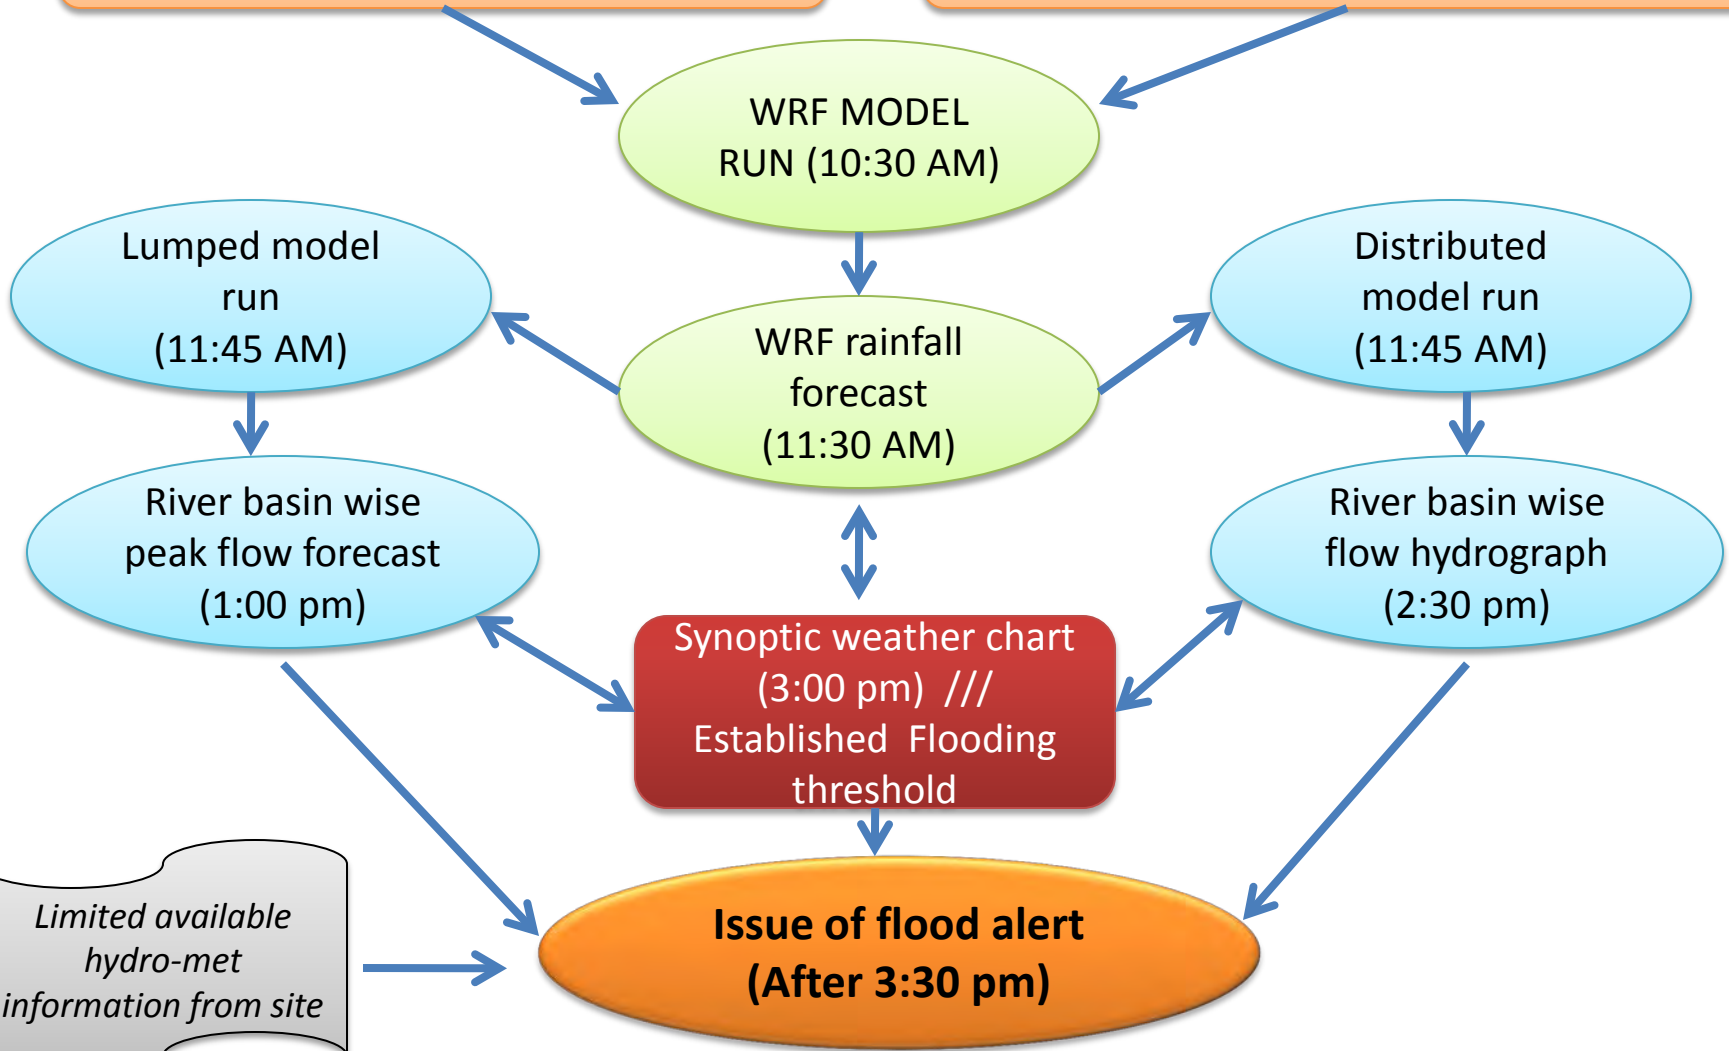 WRF MODEL
RUN (10:30 AM)
Lumped model
run
(11:45 AM)
Distributed
model run
(11:45 AM)
WRF rainfall
forecast
(11:30 AM)
River basin wise
peak flow forecast
(1:00 pm)
River basin wise
flow hydrograph
(2:30 pm)
Synoptic weather chart
(3:00 pm) ///
Established Flooding
threshold
Limited available
hydro-met
information from site
Issue of flood alert
(After 3:30 pm)